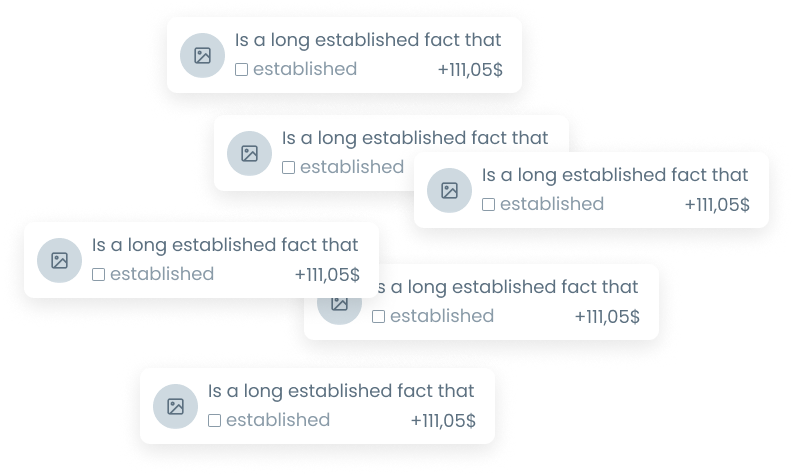 Is a long established fact that
established +111,05$
Is a long established fact that
established
Is a long established fact that
established +111,05$
Is a long established fact that
established +111,05$
s a long established fact that
established +111,05$
Is a long established fact that
established +111,05$